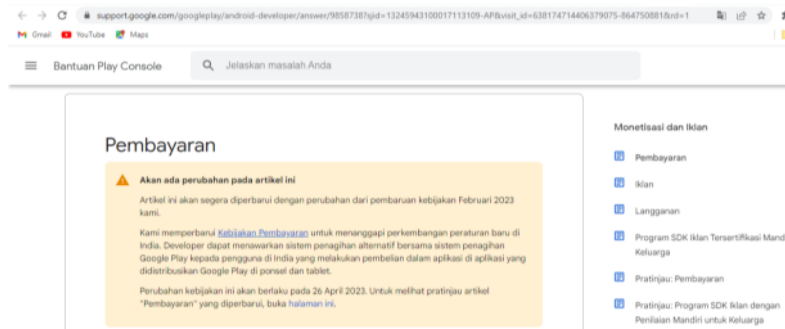 support.google.com/googleplay/android-developer/answer/9858738?sjid=13245943100017113109-AP&visit_id=638174714406379075-864750881&rd=1
Gmail YouTube Maps
Bantuan Play Console
Jelaskan masalah Anda
Pembayaran
Akan ada perubahan pada artikel ini
Artikel ini akan segera diperbarui dengan perubahan dari pembaruan kebijakan Februari 2023
kami.
Kami memperbarui Kebijakan Pembayaran untuk menanggapi perkembangan peraturan baru di
India. Developer dapat menawarkan sistem penagihan alternatif bersama sistem penagihan
Google Play kepada pengguna di India yang melakukan pembelian dalam aplikasi di aplikasi yang
didistribusikan Google Play di ponsel dan tablet.
Perubahan kebijakan ini akan berlaku pada 26 April 2023. Untuk melihat pratinjau artikel
"Pembayaran" yang diperbarui, buka halaman ini.
Monetisasi dan Iklan
Pembayaran
Iklan
Langganan
Program SDK Iklan Tersertifikasi Mand
Keluarga
Pratinjau: Pembayaran
Pratinjau: Program SDK Iklan dengan
Penilaian Mandiri untuk Keluarga